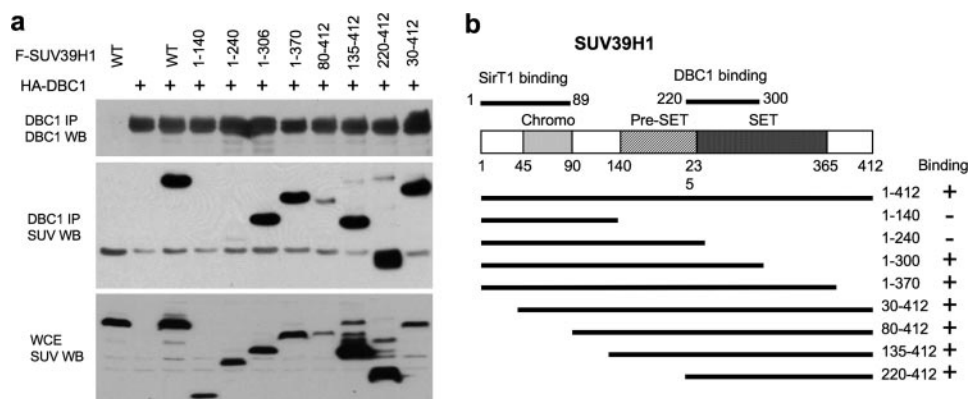 a
F-SUV39H1 WT WT 1-140 1-240 1-306 1-370 80-412 135-412 220-412 30-412
HA-DBC1 + + + + + + + + + +
DBC1 IP
DBC1 WB
DBC1 IP
SUV WB
WCE
SUV WB
b
SUV39H1
SirT1 binding DBC1 binding
1 89 220 300
Chromo Pre-SET SET
1 45 90 140 23 365 412 Binding
5
1-412 +
1-140 -
1-240 -
1-300 +
1-370 +
30-412 +
80-412 +
135-412 +
220-412 +